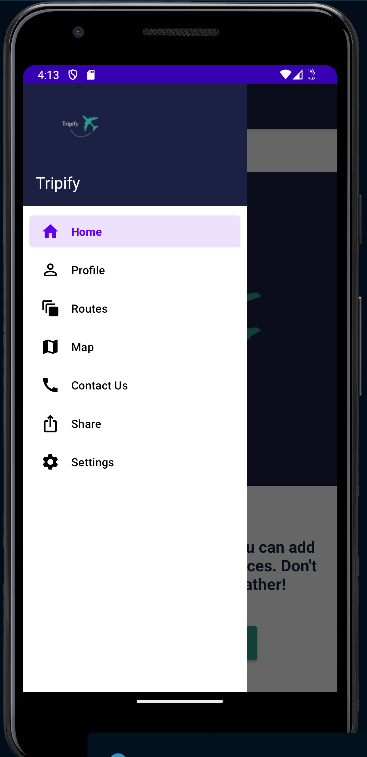 4:13
Tripify
Tripify
Home
Profile
Routes
Map
Contact Us
Share
Settings
u can add
ces. Don't
ather!